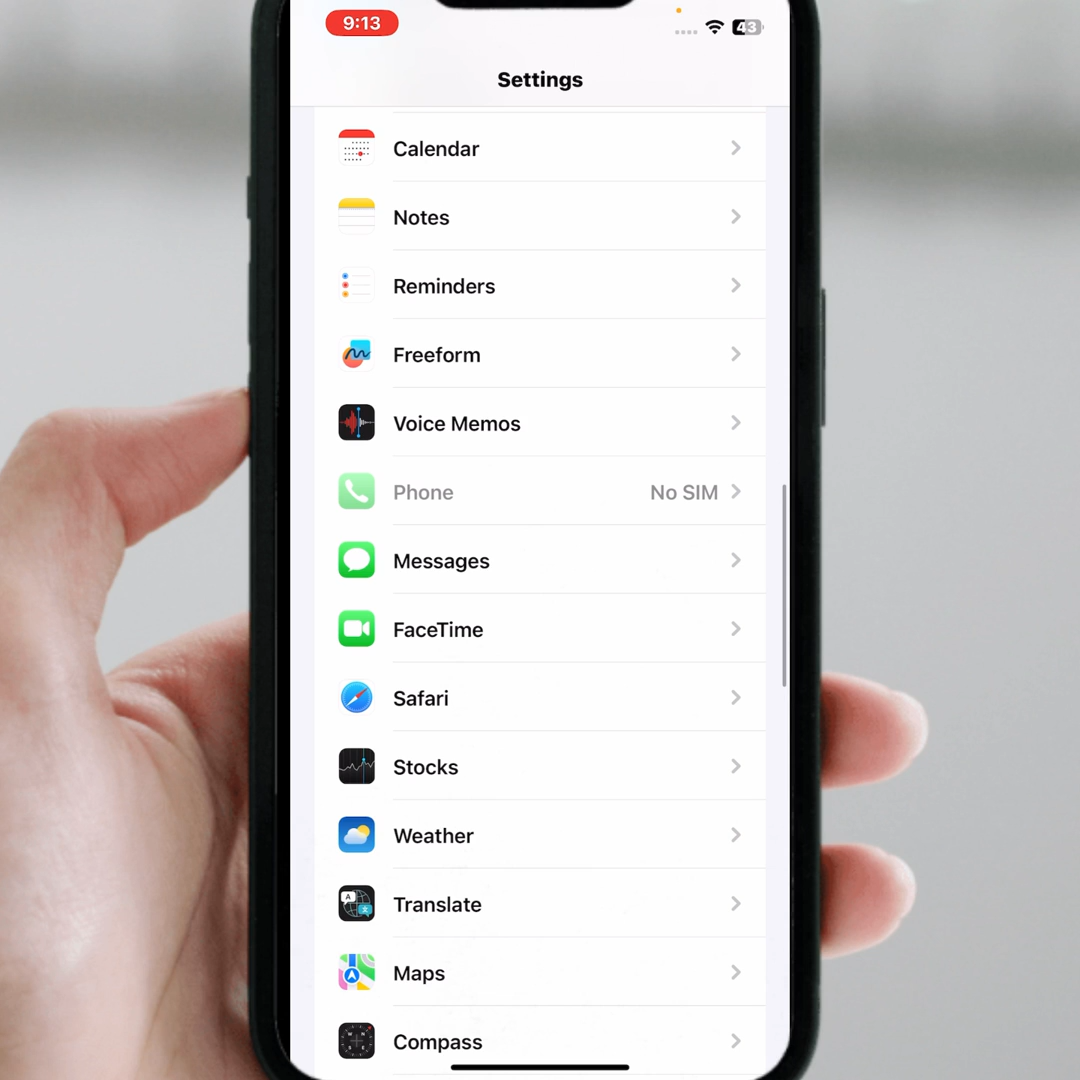 9:13
43
Settings
Calendar
Notes
Reminders
Freeform
Voice Memos
Phone No SIM
Messages
FaceTime
Safari
Stocks
Weather
Translate
Maps
Compass